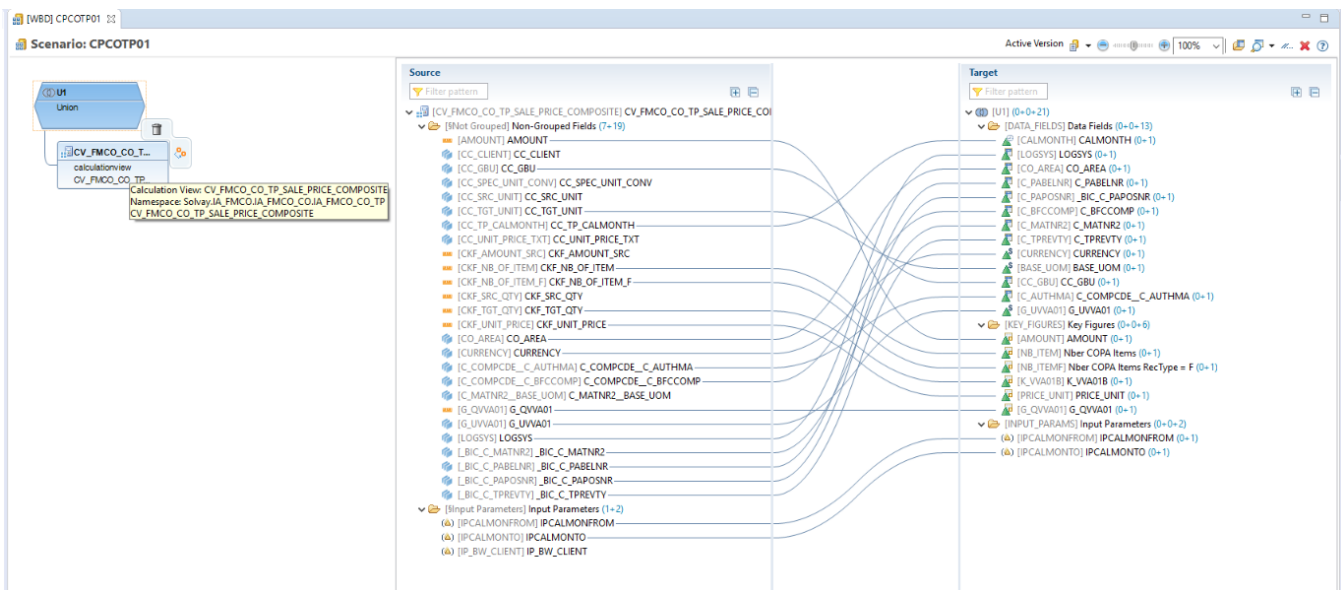 [WBD] CPCOTP01
Scenario: CPCOTP01
Active Version
100%
U1
Union
CV_FMCO_CO_T...
calculationview
CV_FMCO_CO_TP...
Calculation View: CV_FMCO_CO_TP_SALE_PRICE_COMPOSITE
Namespace: Solvay.IA_FMCO.IA_FMCO_CO.IA_FMCO_CO_TP
CV_FMCO_CO_TP_SALE_PRICE_COMPOSITE
Source
Filter pattern
[CV_FMCO_CO_TP_SALE_PRICE_COMPOSITE] CV_FMCO_CO_TP_SALE_PRICE_COI
[§Not Grouped] Non-Grouped Fields (7+19)
[AMOUNT] AMOUNT
[CC_CLIENT] CC_CLIENT
[CC_GBU] CC_GBU
[CC_SPEC_UNIT_CONV] CC_SPEC_UNIT_CONV
[CC_SRC_UNIT] CC_SRC_UNIT
[CC_TGT_UNIT] CC_TGT_UNIT
[CC_TP_CALMONTH] CC_TP_CALMONTH
[CC_UNIT_PRICE_TXT] CC_UNIT_PRICE_TXT
[CKF_AMOUNT_SRC] CKF_AMOUNT_SRC
[CKF_NB_OF_ITEM] CKF_NB_OF_ITEM
[CKF_NB_OF_ITEM_F] CKF_NB_OF_ITEM_F
[CKF_SRC_QTY] CKF_SRC_QTY
[CKF_TGT_QTY] CKF_TGT_QTY
[CKF_UNIT_PRICE] CKF_UNIT_PRICE
[CO_AREA] CO_AREA
[CURRENCY] CURRENCY
[C_COMPCDE__C_AUTHMA] C_COMPCDE__C_AUTHMA
[C_COMPCDE__C_BFCCOMP] C_COMPCDE__C_BFCCOMP
[C_MATNR2__BASE_UOM] C_MATNR2__BASE_UOM
[G_QVVA01] G_QVVA01
[G_UVVA01] G_UVVA01
[LOGSYS] LOGSYS
[_BIC_C_MATNR2] _BIC_C_MATNR2
[_BIC_C_PABELNR] _BIC_C_PABELNR
[_BIC_C_PAPOSNR] _BIC_C_PAPOSNR
[_BIC_C_TPREVTY] _BIC_C_TPREVTY
[§Input Parameters] Input Parameters (1+2)
[IPCALMONFROM] IPCALMONFROM
[IPCALMONTO] IPCALMONTO
[IP_BW_CLIENT] IP_BW_CLIENT
Target
Filter pattern
[U1] (0+0+21)
[DATA_FIELDS] Data Fields (0+0+13)
[CALMONTH] CALMONTH (0+1)
[LOGSYS] LOGSYS (0+1)
[CO_AREA] CO_AREA (0+1)
[C_PABELNR] C_PABELNR (0+1)
[C_PAPOSNR] _BIC_C_PAPOSNR (0+1)
[C_BFCCOMP] C_BFCCOMP (0+1)
[C_MATNR2] C_MATNR2 (0+1)
[C_TPREVTY] C_TPREVTY (0+1)
[CURRENCY] CURRENCY (0+1)
[BASE_UOM] BASE_UOM (0+1)
[CC_GBU] CC_GBU (0+1)
[C_AUTHMA] C_COMPCDE__C_AUTHMA (0+1)
[G_UVVA01] G_UVVA01 (0+1)
[KEY_FIGURES] Key Figures (0+0+6)
[AMOUNT] AMOUNT (0+1)
[NB_ITEM] Nber COPA Items (0+1)
[NB_ITEMF] Nber COPA Items RecType = F (0+1)
[K_VVA01B] K_VVA01B (0+1)
[PRICE_UNIT] PRICE_UNIT (0+1)
[G_QVVA01] G_QVVA01 (0+1)
[INPUT_PARAMS] Input Parameters (0+0+2)
[IPCALMONFROM] IPCALMONFROM (0+1)
[IPCALMONTO] IPCALMONTO (0+1)